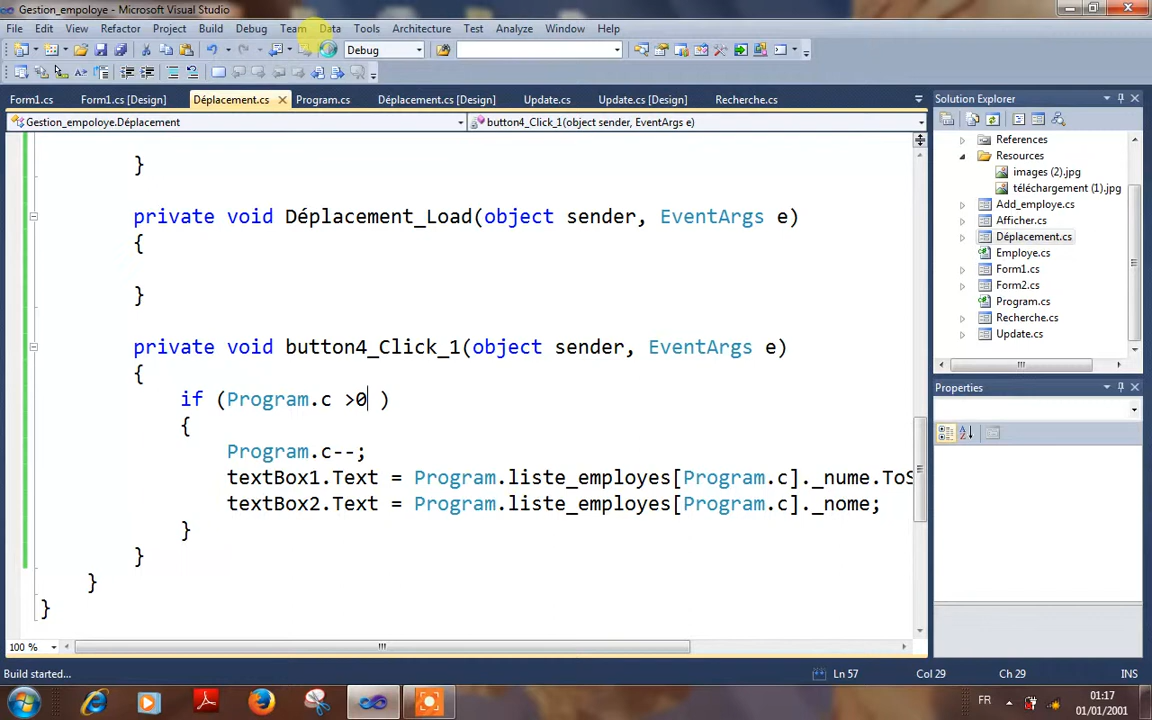 Gestion_empoloye - Microsoft Visual Studio
File Edit View Refactor Project Build Debug Team Data Tools Architecture Test Analyze Window Help
Debug
Form1.cs Form1.cs [Design] Déplacement.cs Program.cs Déplacement.cs [Design] Update.cs Update.cs [Design] Recherche.cs
Gestion_empoloye.Déplacement button4_Click_1(object sender, EventArgs e)
}
private void Déplacement_Load(object sender, EventArgs e)
{
}
private void button4_Click_1(object sender, EventArgs e)
{
if (Program.c >0 )
{
Program.c--;
textBox1.Text = Program.liste_employes[Program.c]._nume.ToS
textBox2.Text = Program.liste_employes[Program.c]._nome;
}
}
}
}
100 %
Solution Explorer
References
Resources
images (2).jpg
téléchargement (1).jpg
Add_employe.cs
Afficher.cs
Déplacement.cs
Employe.cs
Form1.cs
Form2.cs
Program.cs
Recherche.cs
Update.cs
Properties
Build started...
Ln 57 Col 29 Ch 29 INS
FR
01:17
01/01/2001